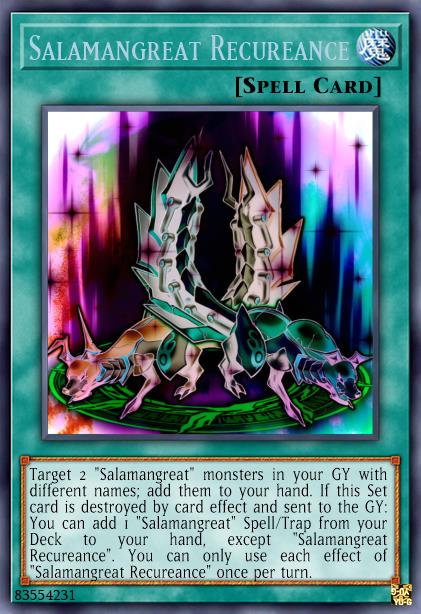 Salamangreat Recureance
魔
[Spell Card]
Target 2 "Salamangreat" monsters in your GY with
different names; add them to your hand. If this Set
card is destroyed by card effect and sent to the GY:
You can add 1 "Salamangreat" Spell/Trap from your
Deck to your hand, except "Salamangreat
Recureance". You can only use each effect of
"Salamangreat Recureance" once per turn.
83554231